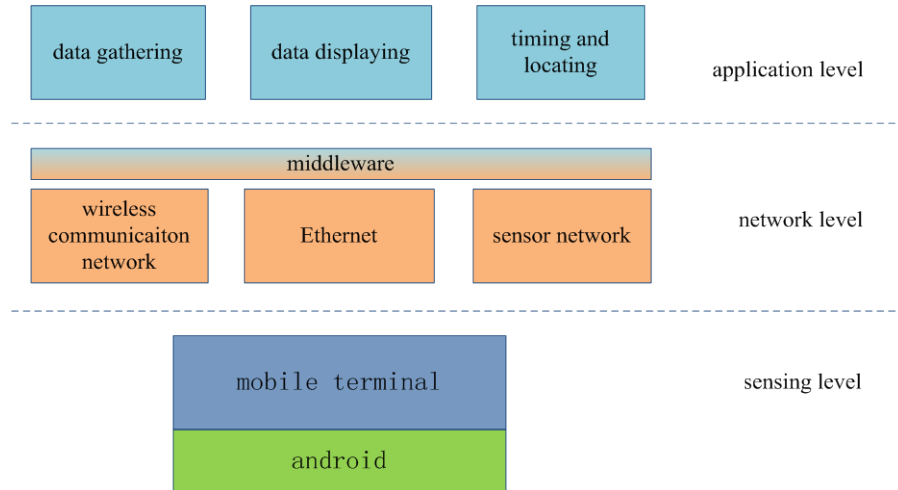 data gathering
data displaying
timing and
locating
application level
middleware
wireless
communicaiton
network
Ethernet
sensor network
network level
mobile terminal
sensing level
android